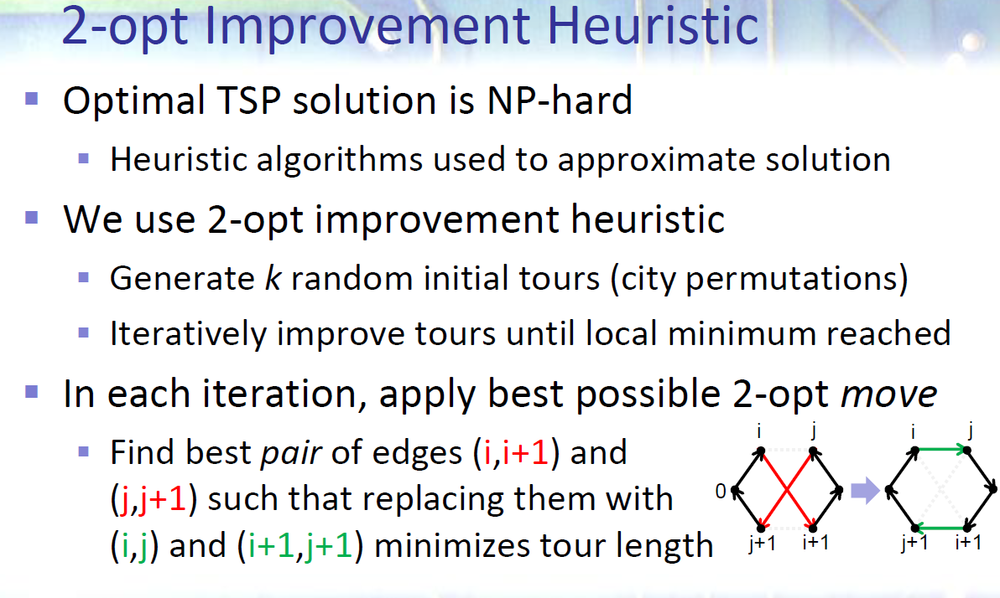 2-opt Improvement Heuristic
Optimal TSP solution is NP-hard
Heuristic algorithms used to approximate solution
We use 2-opt improvement heuristic
Generate k random initial tours (city permutations)
Iteratively improve tours until local minimum reached
In each iteration, apply best possible 2-opt move
Find best pair of edges (i,i+1) and
(j,j+1) such that replacing them with
(i,j) and (i+1,j+1) minimizes tour length
i j
0
j+1 i+1
i j
j+1 i+1